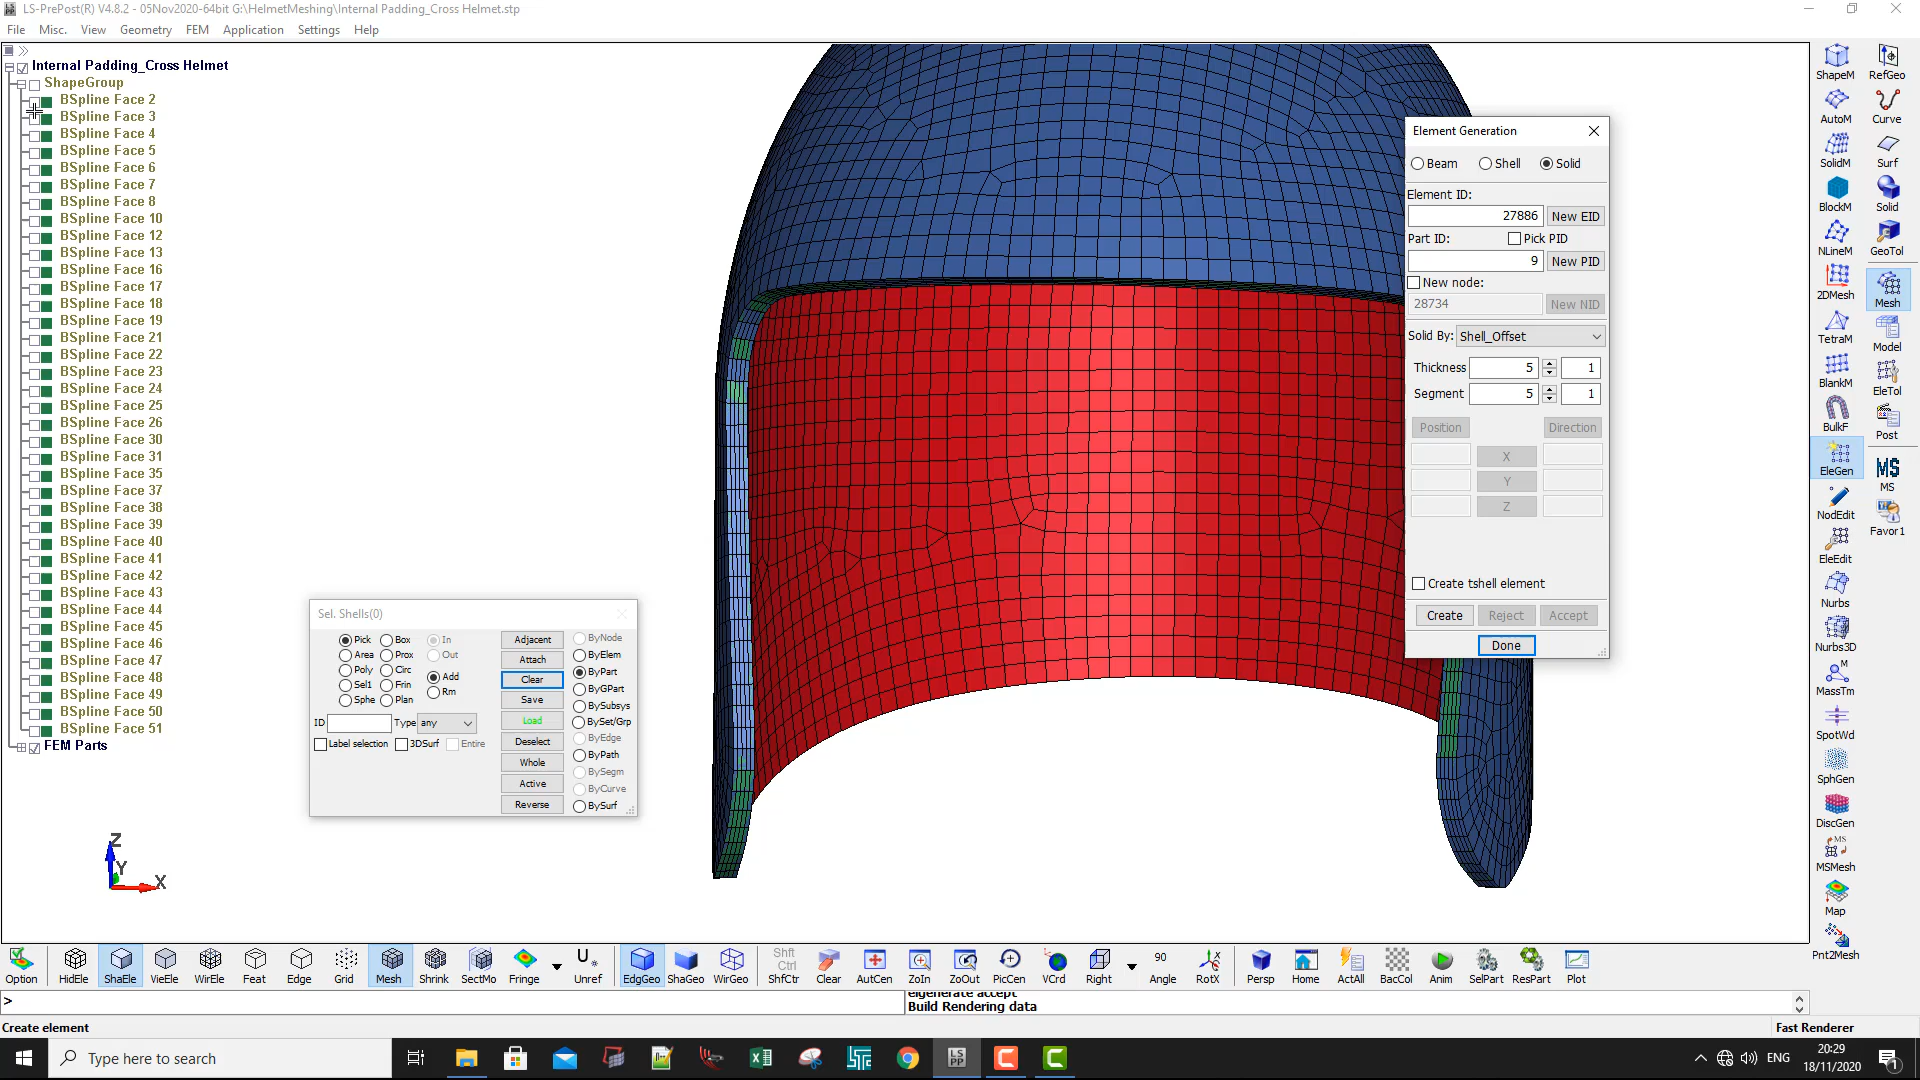 LS-PrePost(R) V4.8.2 - 05Nov2020-64bit G:\HelmetMeshing\Internal Padding_Cross Helmet.stp
File Misc. View Geometry FEM Application Settings Help
Internal Padding_Cross Helmet
ShapeGroup
BSpline Face 2
BSpline Face 3
BSpline Face 4
BSpline Face 5
BSpline Face 6
BSpline Face 7
BSpline Face 8
BSpline Face 10
BSpline Face 12
BSpline Face 13
BSpline Face 16
BSpline Face 17
BSpline Face 18
BSpline Face 19
BSpline Face 21
BSpline Face 22
BSpline Face 23
BSpline Face 24
BSpline Face 25
BSpline Face 26
BSpline Face 30
BSpline Face 31
BSpline Face 35
BSpline Face 37
BSpline Face 38
BSpline Face 39
BSpline Face 40
BSpline Face 41
BSpline Face 42
BSpline Face 43
BSpline Face 44
BSpline Face 45
BSpline Face 46
BSpline Face 47
BSpline Face 48
BSpline Face 49
BSpline Face 50
BSpline Face 51
FEM Parts
Z
Y
X
Sel. Shells(0)
Pick Box In Adjacent ByNode
Area Prox Out Attach ByElem
Poly Circ Add Clear ByPart
Sel1 Frin Rm Save ByGPart
Sphe Plan Load BySubsys
ID Type any BySet/Grp
Label selection 3DSurf Entire Deselect ByEdge
Whole ByPath
Active BySegm
Reverse ByCurve
BySurf
Element Generation
Beam Shell Solid
Element ID:
27886 New EID
Part ID: Pick PID
9 New PID
New node:
28734 New NID
Solid By: Shell_Offset
Thickness 5 1
Segment 5 1
Position Direction
X
Y
Z
Create tshell element
Create Reject Accept
Done
ShapeM RefGeo
AutoM Curve
SolidM Surf
BlockM Solid
NLineM GeoTol
2DMesh Mesh
TetraM Model
BlankM EleTol
BulkF Post
EleGen MS
MS
NodEdit Favor1
EleEdit
Nurbs
Nurbs3D
MassTm
SpotWd
SphGen
DiscGen
MS
MSMesh
Map
Pnt2Mesh
Option HidEle ShaEle VieEle WirEle Feat Edge Grid Mesh Shrink SectMo Fringe Unref EdgGeo ShaGeo WirGeo Shft Ctrl ShfCtr Clear AutCen ZoIn ZoOut PicCen VCrd Right 90 Angle RotX Persp Home ActAll BacCol Anim SelPart ResPart Plot
>
elgenerate accept
Build Rendering data
Create element
Fast Renderer
Type here to search
ENG
20:29
18/11/2020
1